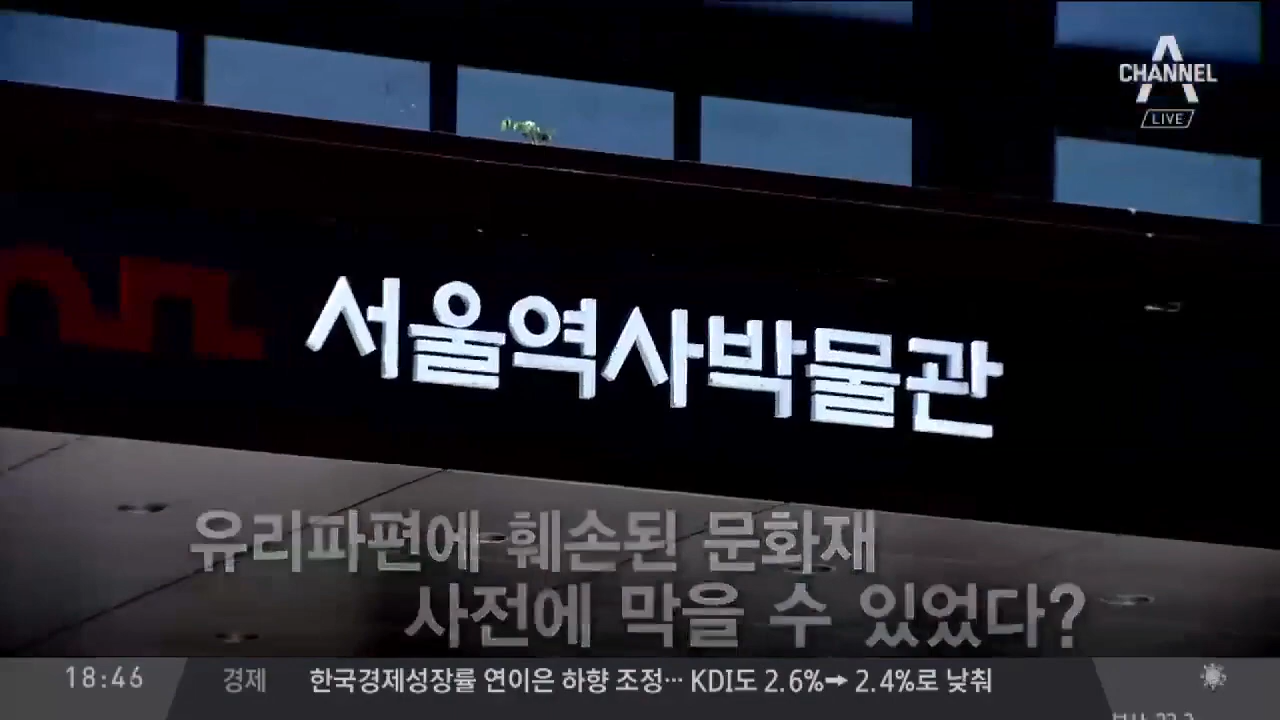 CHANNEL A
LIVE
서울역사박물관
유리파편에 훼손된 문화재
사전에 막을 수 있었다?
18:46
경제
한국경제성장률 연이은 하향 조정… KDI도 2.6%➞ 2.4%로 낮춰